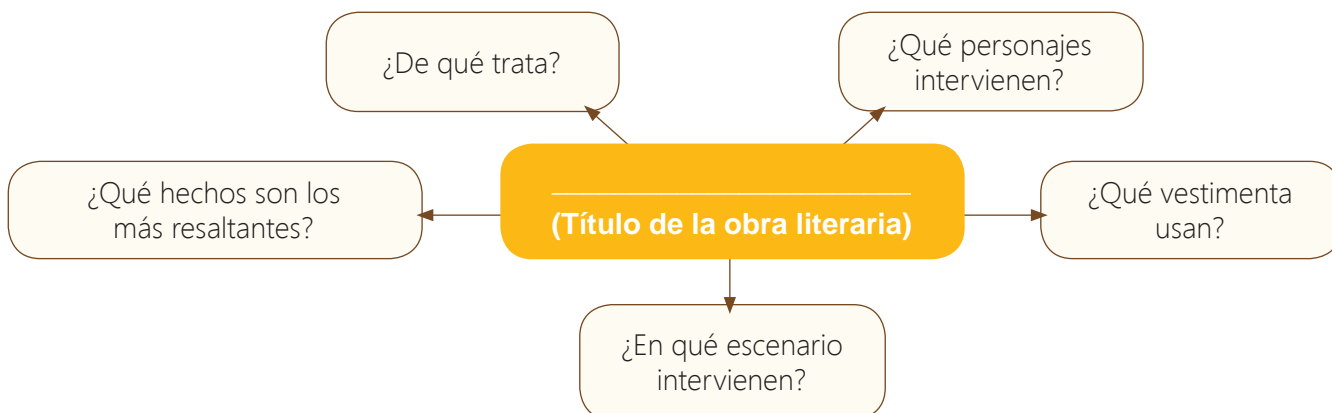 ¿De qué trata?
¿Qué personajes
intervienen?
¿Qué hechos son los
más resaltantes?
(Título de la obra literaria)
¿Qué vestimenta
usan?
¿En qué escenario
intervienen?